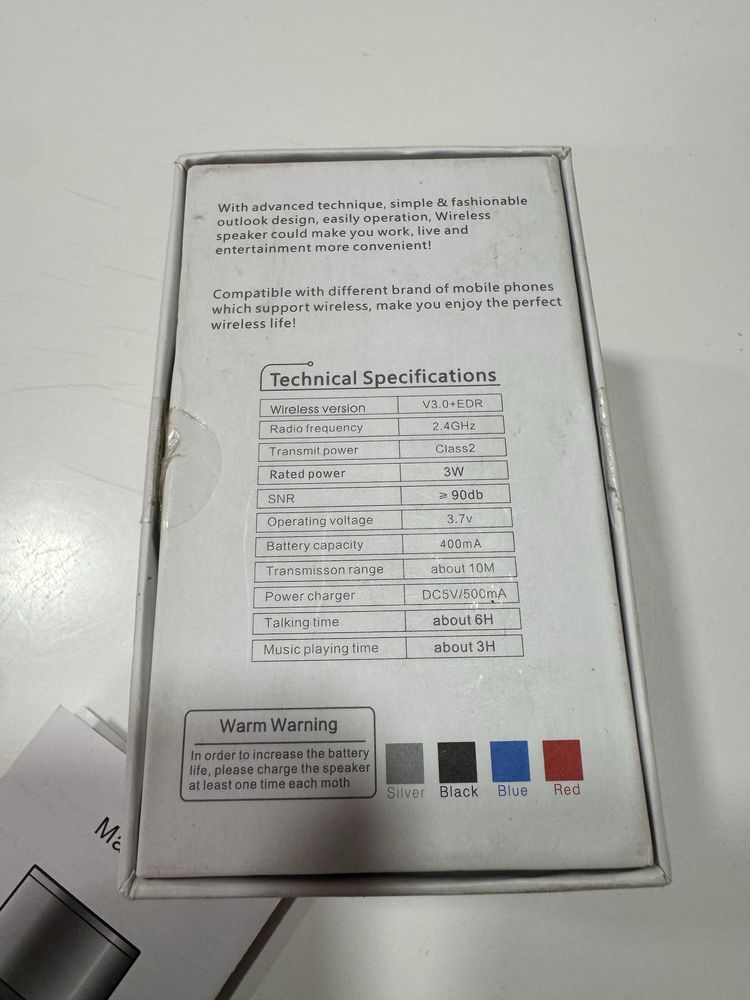 With advanced technique, simple & fashionable
outlook design, easily operation, Wireless
speaker could make you work, live and
entertainment more convenient!
Compatible with different brand of mobile phones
which support wireless, make you enjoy the perfect
wireless life!
Technical Specifications
Wireless version V3.0+EDR
Radio frequency 2.4GHz
Transmit power Class2
Rated power 3W
SNR ≥ 90db
Operating voltage 3.7v
Battery capacity 400mA
Transmisson range about 10M
Power charger DC5V/500mA
Talking time about 6H
Music playing time about 3H
Warm Warning
In order to increase the battery
life, please charge the speaker
at least one time each moth
Silver Black Blue Red